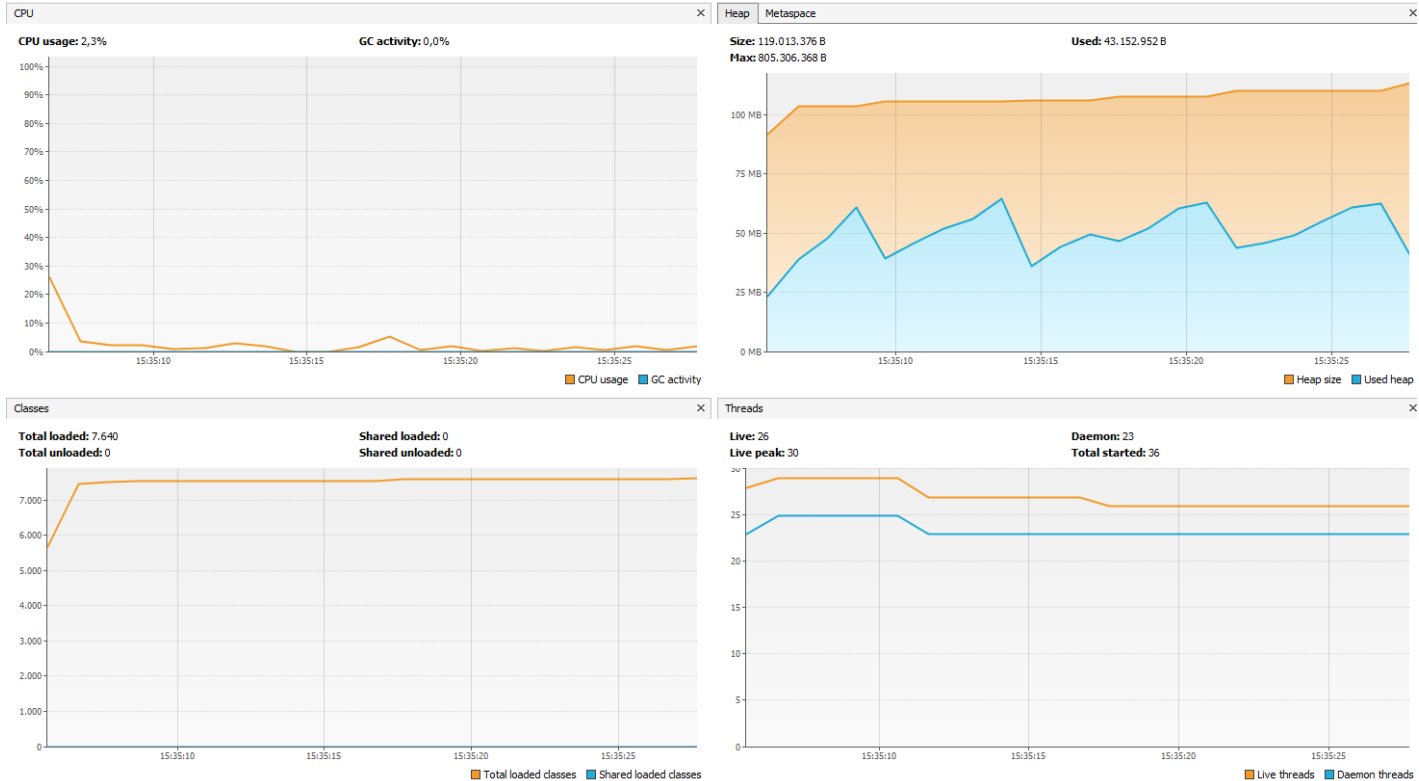 CPU ×
CPU usage: 2,3% GC activity: 0,0%
100%
90%
80%
70%
60%
50%
40%
30%
20%
10%
0%
15:35:10 15:35:15 15:35:20 15:35:25
CPU usage GC activity
Heap Metaspace ×
Size: 119.013.376 B Used: 43.152.952 B
Max: 805.306.368 B
100 MB
75 MB
50 MB
25 MB
0 MB
15:35:10 15:35:15 15:35:20 15:35:25
Heap size Used heap
Classes ×
Total loaded: 7.640 Shared loaded: 0
Total unloaded: 0 Shared unloaded: 0
7.000
6.000
5.000
4.000
3.000
2.000
1.000
0
15:35:10 15:35:15 15:35:20 15:35:25
Total loaded classes Shared loaded classes
Threads ×
Live: 26 Daemon: 23
Live peak: 30 Total started: 36
30
25
20
15
10
5
0
15:35:10 15:35:15 15:35:20 15:35:25
Live threads Daemon threads